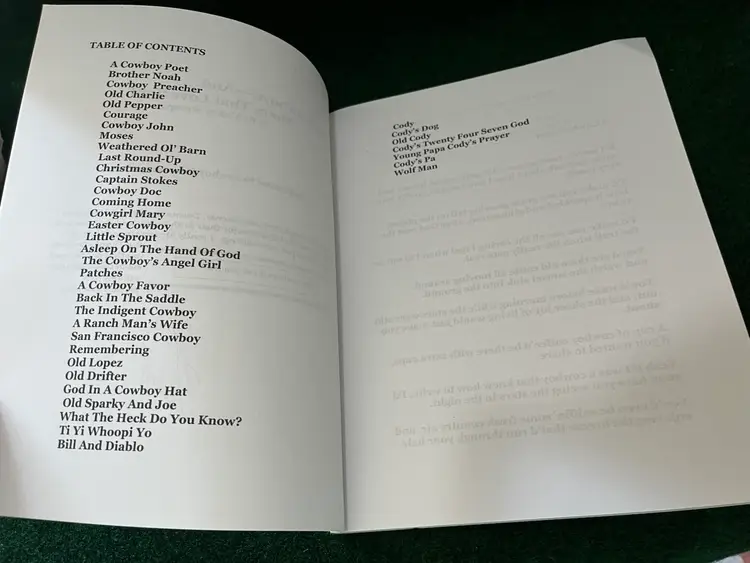 TABLE OF CONTENTS
A Cowboy Poet
Brother Noah
Cowboy Preacher
Old Charlie
Old Pepper
Courage
Cowboy John
Moses
Weathered Ol' Barn
Last Round-Up
Christmas Cowboy
Captain Stokes
Cowboy Doc
Coming Home
Cowgirl Mary
Easter Cowboy
Little Sprout
Asleep On The Hand Of God
The Cowboy's Angel Girl
Patches
A Cowboy Favor
Back In The Saddle
The Indigent Cowboy
A Ranch Man's Wife
San Francisco Cowboy
Remembering
Old Lopez
Old Drifter
God In A Cowboy Hat
Old Sparky And Joe
What The Heck Do You Know?
Ti Yi Whoopi Yo
Bill And Diablo
Cody
Cody's Dog
Old Cody
Cody's Twenty Four Seven God
Young Papa Cody's Prayer
Cody's Pa
Wolf Man